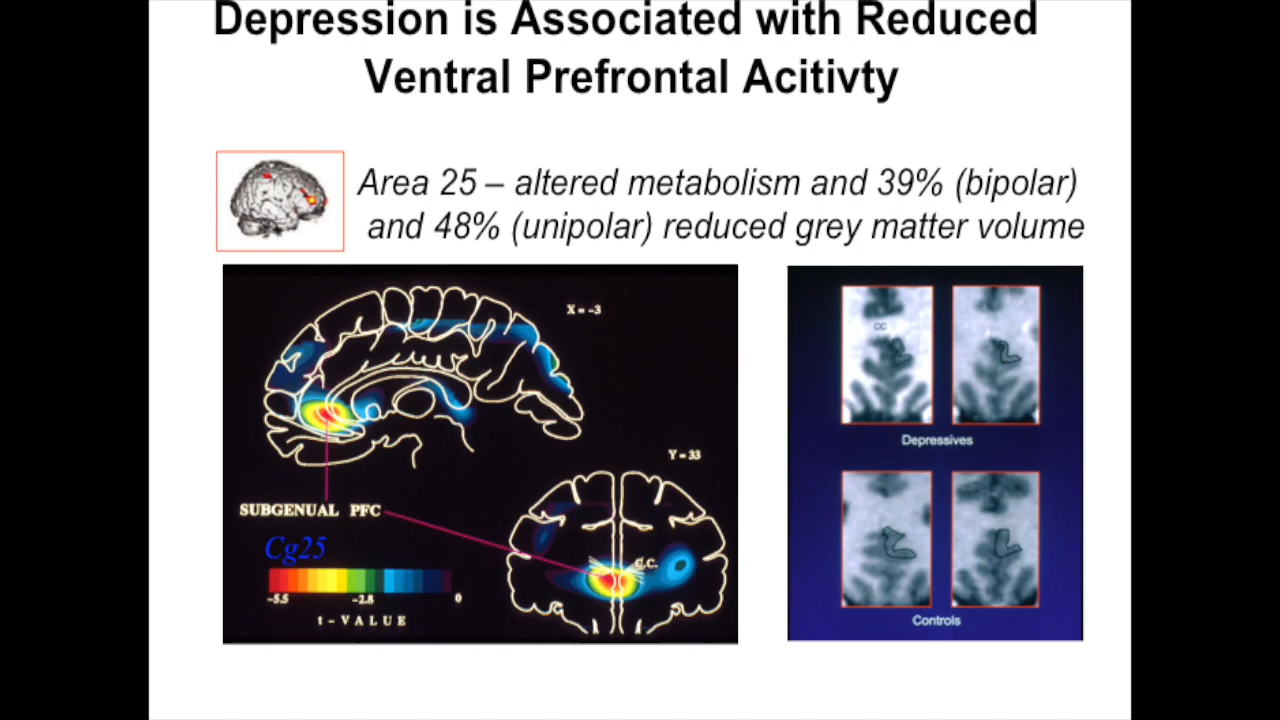 Depression is Associated with Reduced
Ventral Prefrontal Acitivty
Area 25 – altered metabolism and 39% (bipolar)
and 48% (unipolar) reduced grey matter volume
X = -3
Y = 33
SUBGENUAL PFC
Cg25
C.C.
-5.5 -2.8 0
t - VALUE
CC
Depressives
Controls